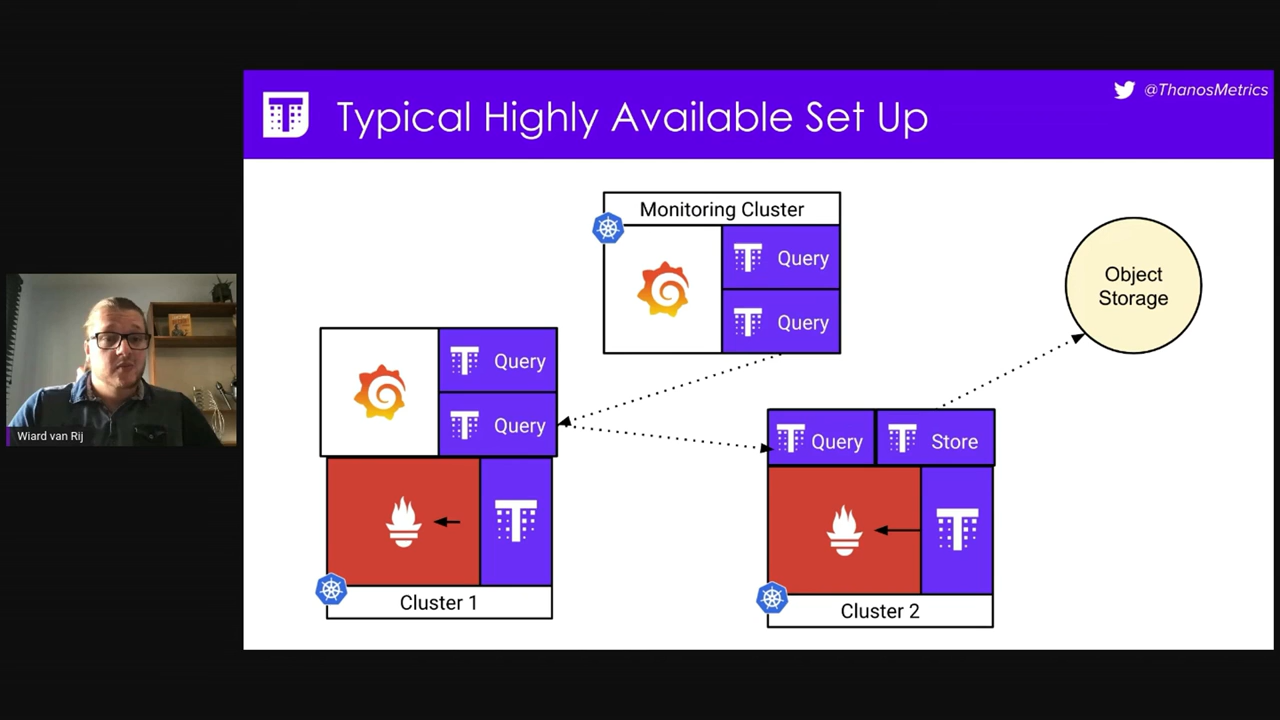 @ThanosMetrics
Typical Highly Available Set Up
Monitoring Cluster
Query
Query
Object
Storage
Query
Query
Query
Store
Cluster 1
Cluster 2
Wiard van Rij